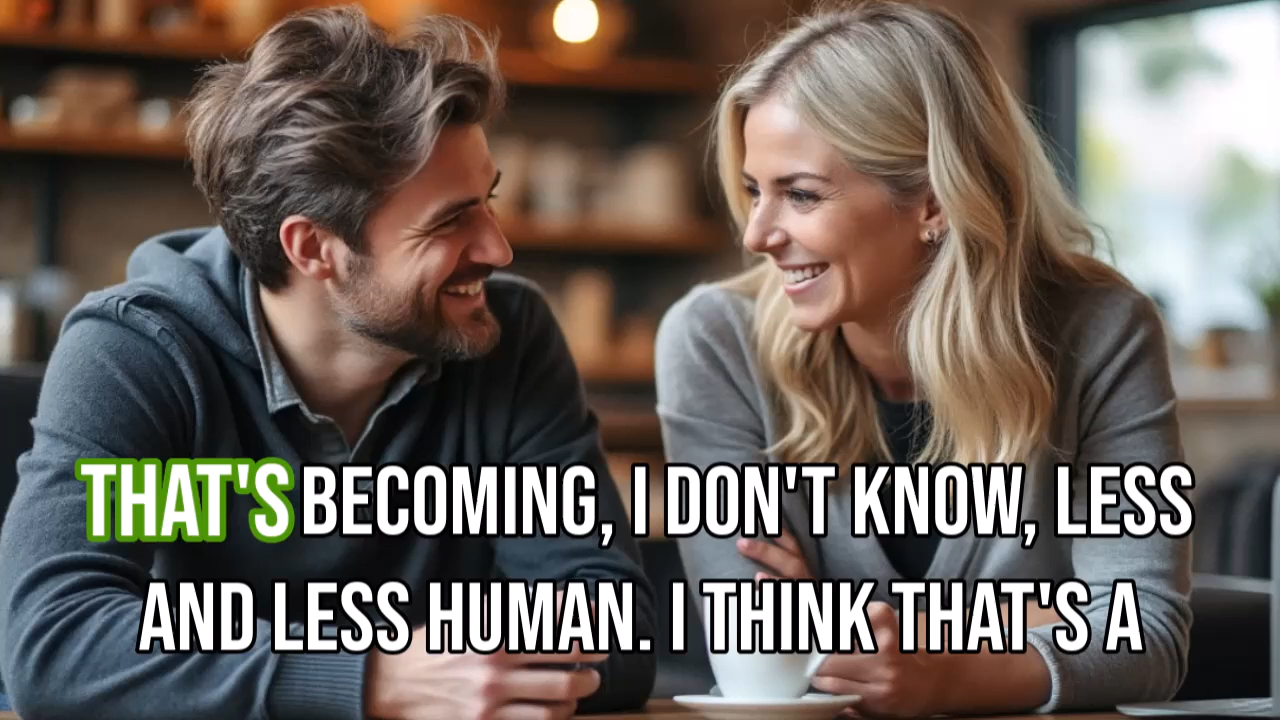 THAT'S BECOMING, I DON'T KNOW, LESS
AND LESS HUMAN. I THINK THAT'S A